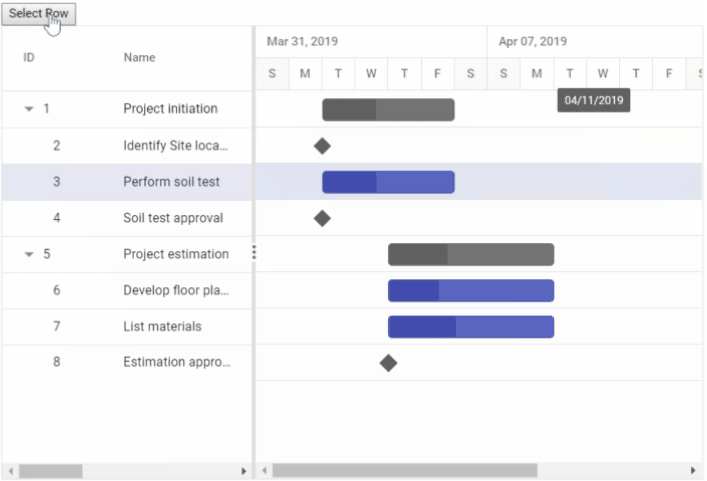 Select Row
Mar 31, 2019 Apr 07, 2019
ID Name
S M T W T F S S M T W T F S
04/11/2019
1 Project initiation
2 Identify Site loca...
3 Perform soil test
4 Soil test approval
5 Project estimation
6 Develop floor pla...
7 List materials
8 Estimation appro...